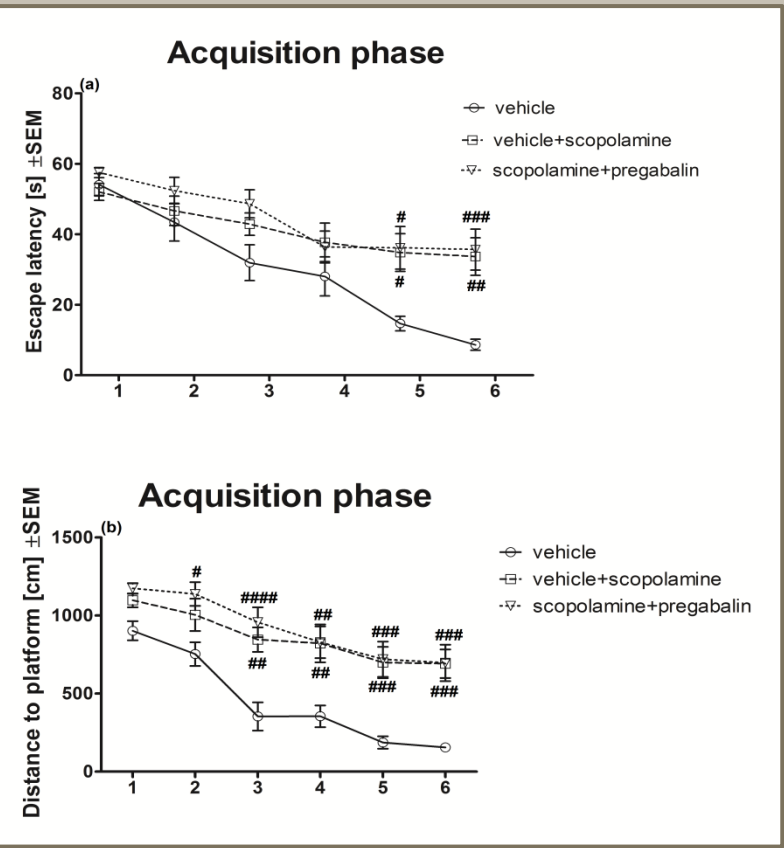 Acquisition phase
(a)
Escape latency [s] ±SEM
80
60
40
20
0
1 2 3 4 5 6
vehicle
vehicle+scopolamine
scopolamine+pregabalin
# ###
# ##
Acquisition phase
(b)
Distance to platform [cm] ±SEM
1500
1000
500
0
1 2 3 4 5 6
vehicle
vehicle+scopolamine
scopolamine+pregabalin
# #### ## ### ###
## ## ### ###